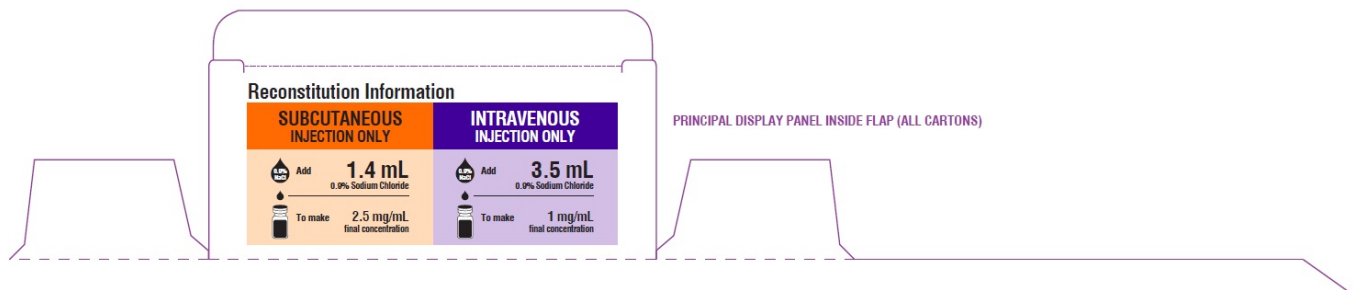 Reconstitution Information
SUBCUTANEOUS
INJECTION ONLY
0.9%
NaCl
Add
1.4 mL
0.9% Sodium Chloride
To make
2.5 mg/mL
final concentration
INTRAVENOUS
INJECTION ONLY
0.9%
NaCl
Add
3.5 mL
0.9% Sodium Chloride
To make
1 mg/mL
final concentration
PRINCIPAL DISPLAY PANEL INSIDE FLAP (ALL CARTONS)